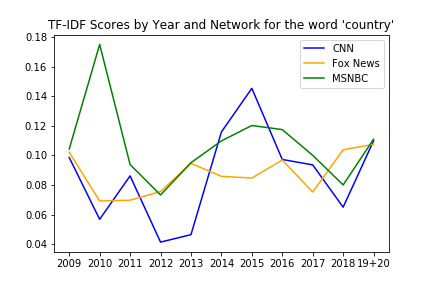 TF-IDF Scores by Year and Network for the word 'country'
0.18
0.16
0.14
0.12
0.10
0.08
0.06
0.04
CNN
Fox News
MSNBC
2009 2010 2011 2012 2013 2014 2015 2016 2017 2018 19+20